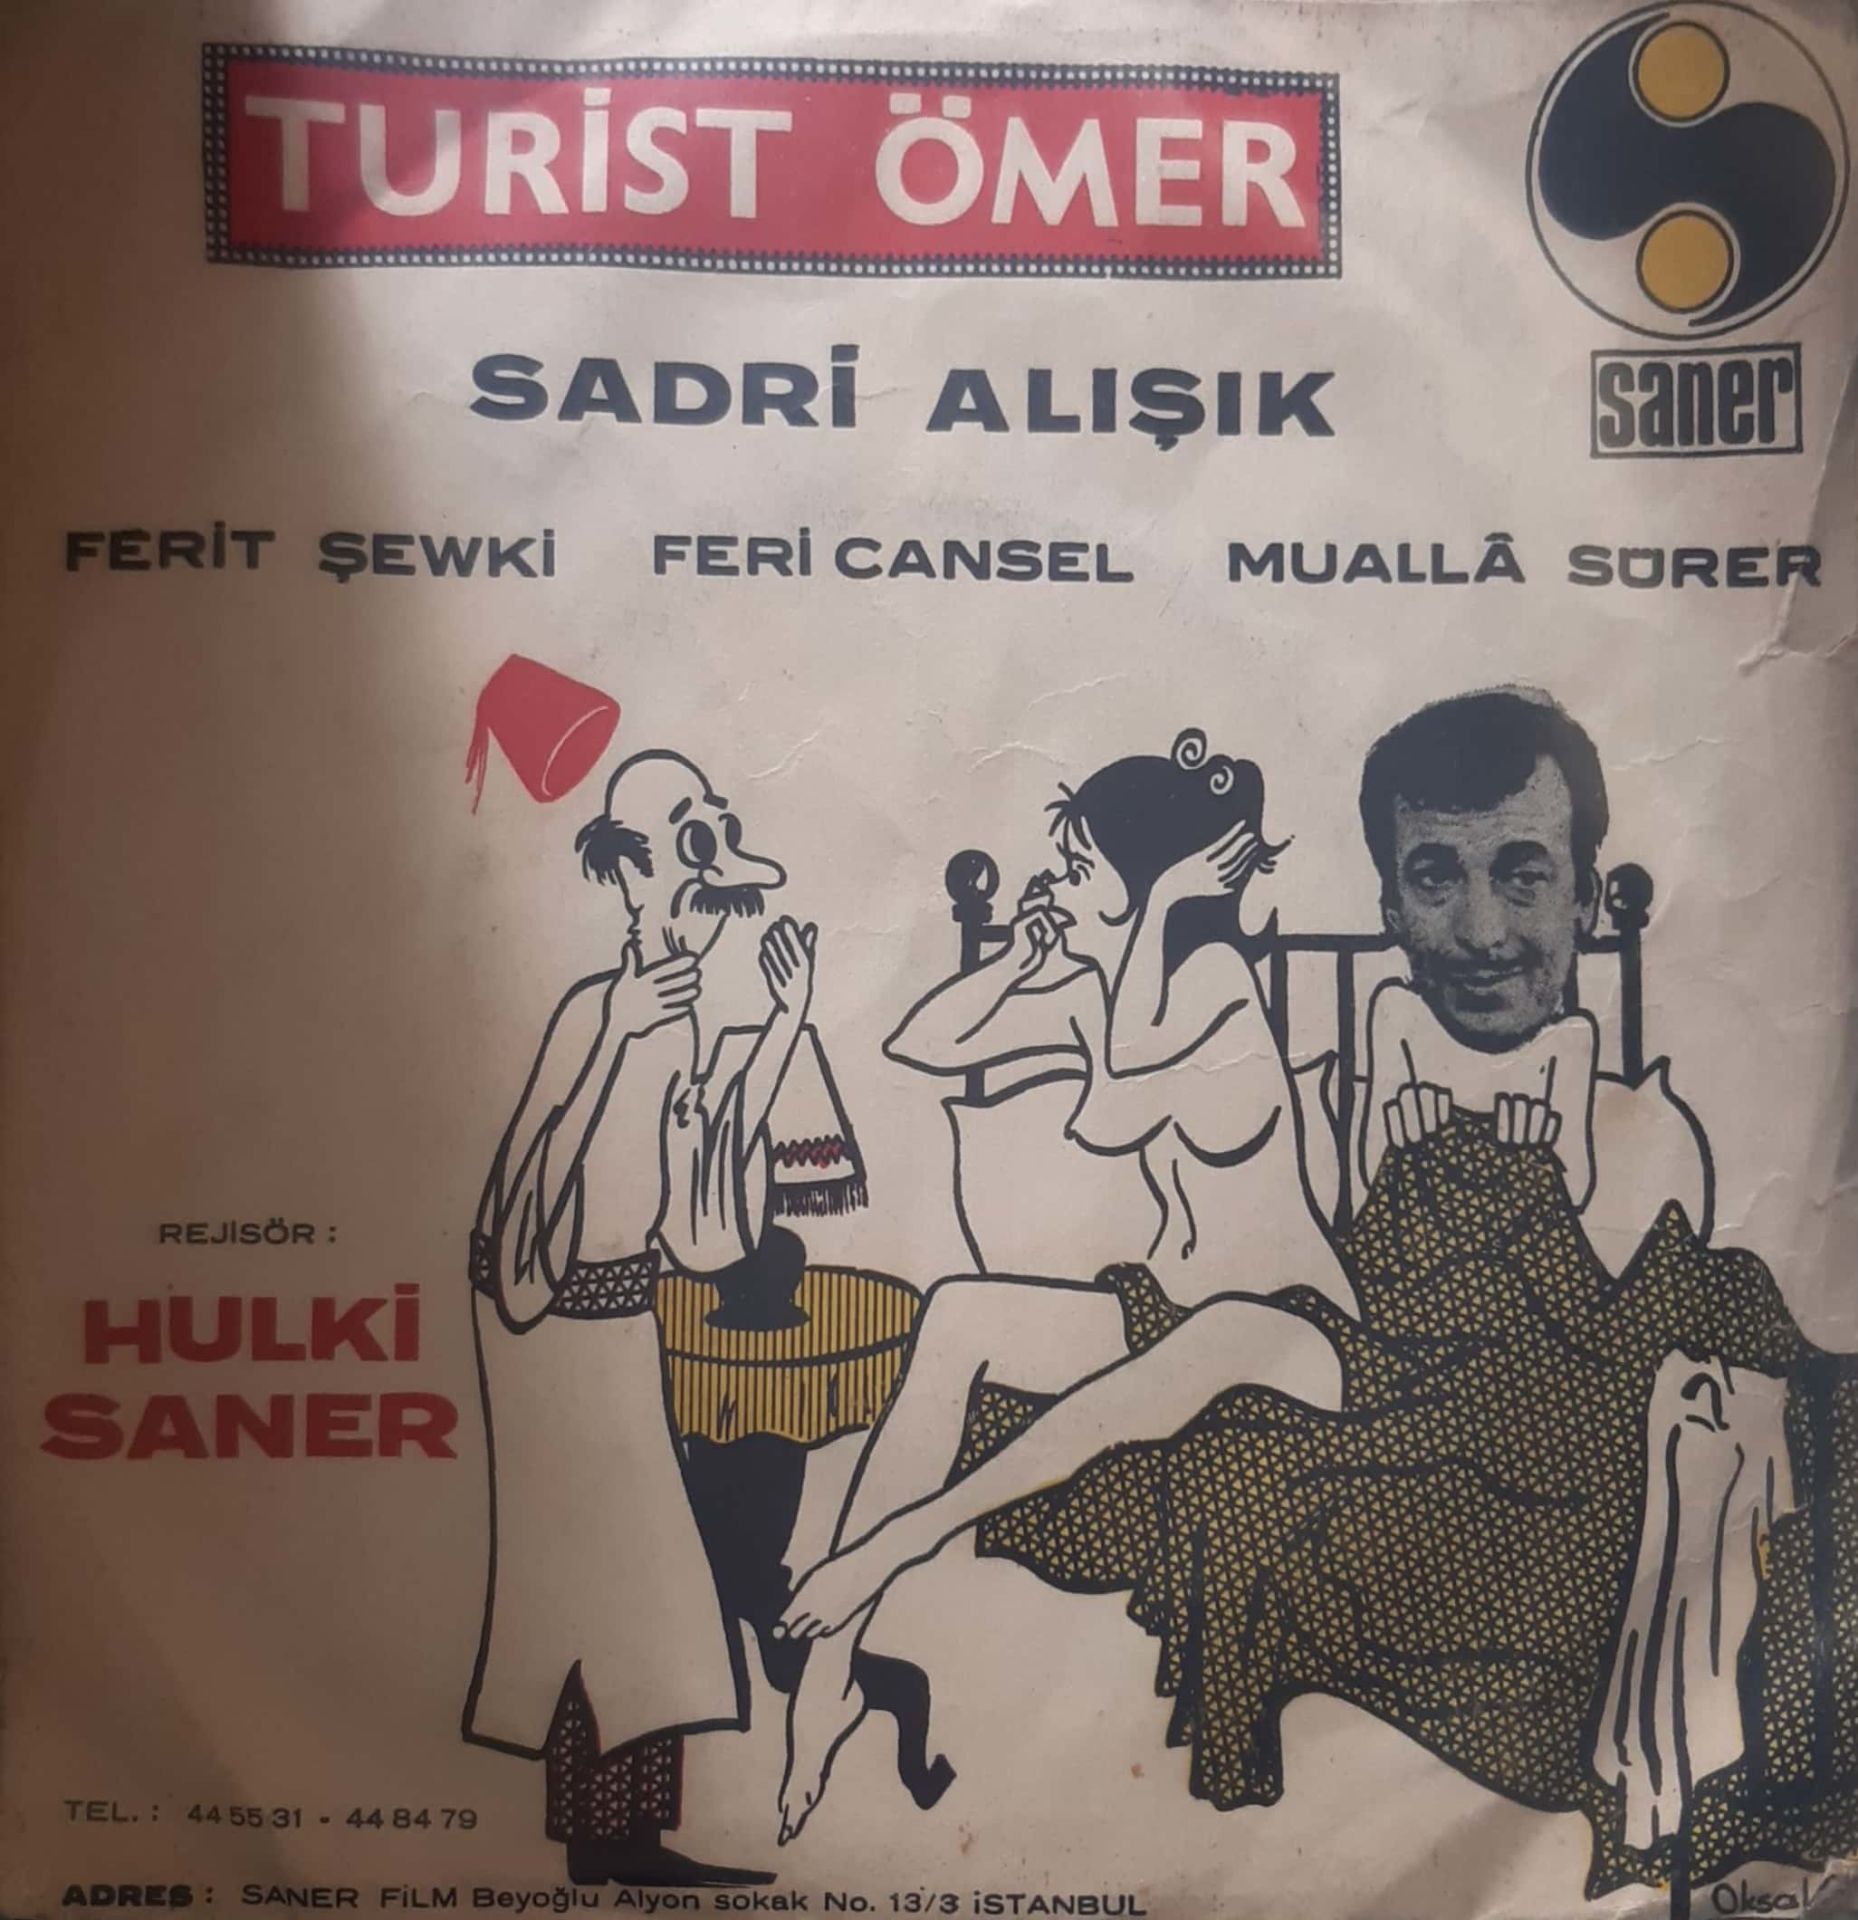 TURİST ÖMER
saner
SADRİ ALIŞIK
FERİT ŞEWKİ FERİ CANSEL MUALLÂ SÜRER
REJİSÖR :
HULKİ
SANER
TEL. : 44 55 31 - 44 84 79
ADRES : SANER FİLM Beyoğlu Alyon sokak No. 13/3 İSTANBUL
Oksal